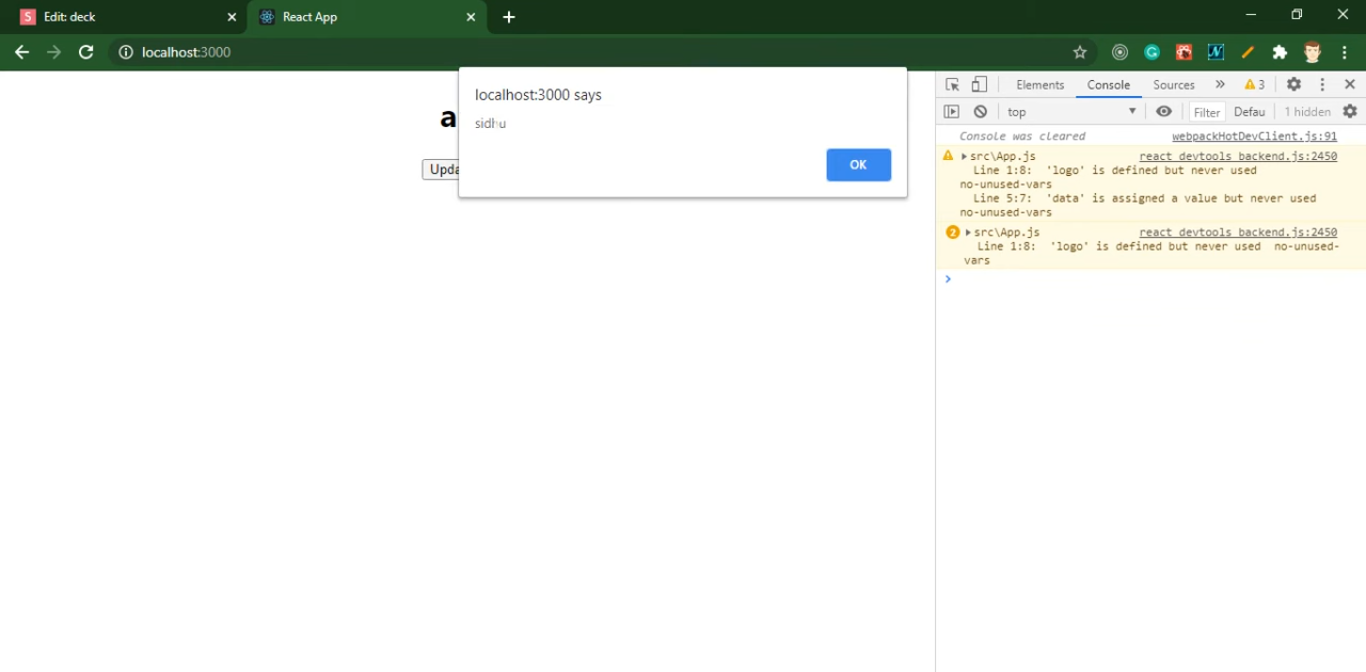 Edit: deck
React App
localhost:3000
localhost:3000 says
sidhu
OK
a
Upda
Elements Console Sources » 3
top Filter Defau 1 hidden
Console was cleared webpackHotDevClient.js:91
src\App.js react_devtools_backend.js:2450
Line 1:8: 'logo' is defined but never used
no-unused-vars
Line 5:7: 'data' is assigned a value but never used
no-unused-vars
2 src\App.js react_devtools_backend.js:2450
Line 1:8: 'logo' is defined but never used no-unused-
vars